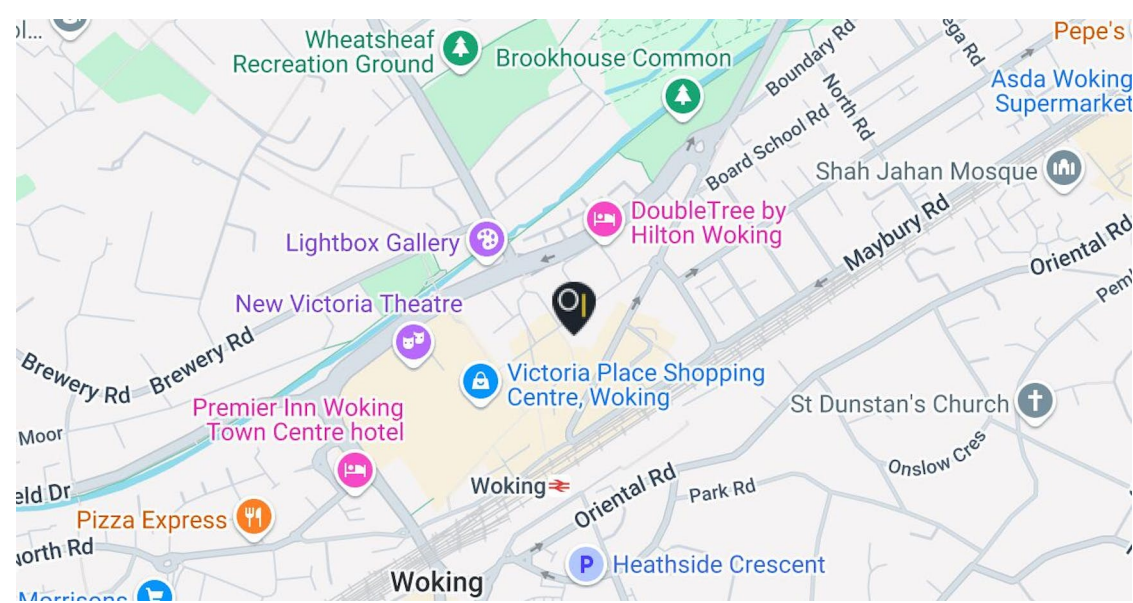 Pepe's
Wheatsheaf
Recreation Ground
Brookhouse Common
Boundary Rd
North Rd
Asda Woking
Supermarket
Board School Rd
Shah Jahan Mosque
Maybury Rd
Oriental Rd
DoubleTree by
Hilton Woking
Lightbox Gallery
New Victoria Theatre
Brewery Rd
Brewery Rd
Victoria Place Shopping
Centre, Woking
Premier Inn Woking
Town Centre hotel
St Dunstan's Church
Moor
Onslow Cres
Woking
Oriental Rd
Park Rd
eld Dr
Pizza Express
North Rd
P
Heathside Crescent
Woking
Morrisons